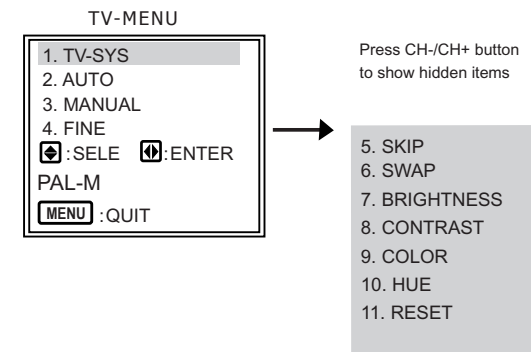 TV-MENU
1. TV-SYS
2. AUTO
3. MANUAL
4. FINE
:SELE :ENTER
PAL-M
MENU :QUIT
Press CH-/CH+ button
to show hidden items
5. SKIP
6. SWAP
7. BRIGHTNESS
8. CONTRAST
9. COLOR
10. HUE
11. RESET